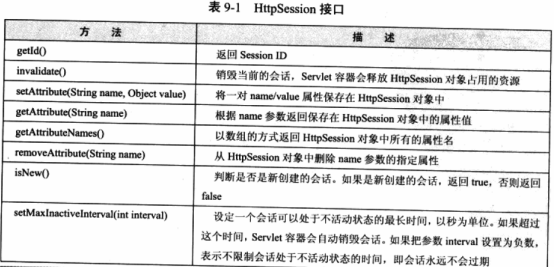 表 9-1 HttpSession 接口
方 法 描 述
getId() 返回 Session ID
invalidate() 销毁当前的会话，Servlet 容器会释放 HttpSession 对象占用的资源
setAttribute(String name, Object value) 将一对 name/value 属性保存在 HttpSession 对象中
getAttribute(String name) 根据 name 参数返回保存在 HttpSession 对象中的属性值
getAttributeNames() 以数组的方式返回 HttpSession 对象中所有的属性名
removeAttribute(String name) 从 HttpSession 对象中删除 name 参数的指定属性
isNew() 判断是否是新创建的会话。如果是新创建的会话，返回 true，否则返回
false
setMaxInactiveInterval(int interval) 设定一个会话可以处于不活动状态的最长时间，以秒为单位。如果超过
这个时间，Servlet 容器会自动销毁会话。如果把参数 interval 设置为负数，
表示不限制会话处于不活动状态的时间，即会话永远不会过期